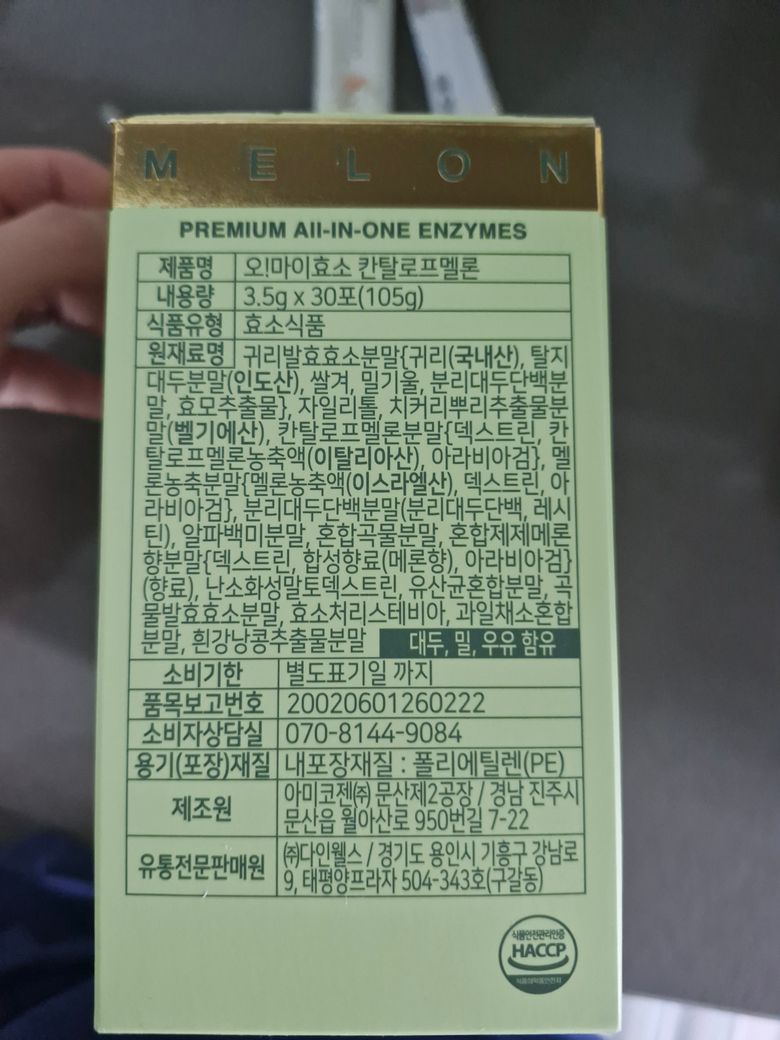 MELON
PREMIUM All-IN-ONE ENZYMES
제품명 오!마이효소 칸탈로프멜론
내용량 3.5g x 30포(105g)
식품유형 효소식품
원재료명 귀리발효효소분말{귀리(국내산), 탈지
대두분말(인도산), 쌀겨, 밀기울, 분리대두단백분
말, 효모추출물}, 자일리톨, 치커리뿌리추출물분
말(벨기에산), 칸탈로프멜론분말{덱스트린, 칸
탈로프멜론농축액(이탈리아산), 아라비아검}, 멜
론농축분말{멜론농축액(이스라엘산), 덱스트린, 아
라비아검}, 분리대두단백분말(분리대두단백, 레시
틴), 알파백미분말, 혼합곡물분말, 혼합제제메론
향분말{덱스트린, 합성향료(메론향), 아라비아검}
(향료), 난소화성말토덱스트린, 유산균혼합분말, 곡
물발효효소분말, 효소처리스테비아, 과일채소혼합
분말, 흰강낭콩추출물분말 대두, 밀, 우유 함유
소비기한 별도표기일 까지
품목보고번호 20020601260222
소비자상담실 070-8144-9084
용기(포장)재질 내포장재질 : 폴리에틸렌(PE)
제조원 아미코젠㈜ 문산제2공장 / 경남 진주시
문산읍 월아산로 950번길 7-22
유통전문판매원 ㈜다인웰스 / 경기도 용인시 기흥구 강남로
9, 태평양프라자 504-343호(구갈동)
식품안전관리인증
HACCP
식품의약품안전처